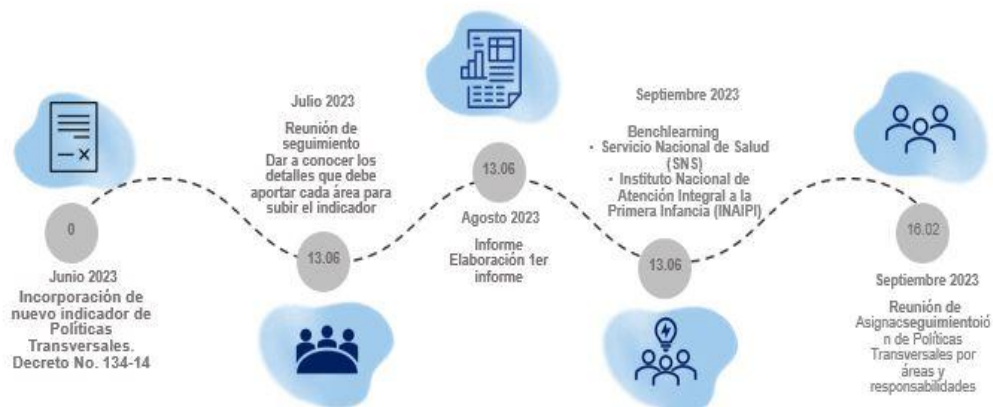 0
Junio 2023
Incorporación de
nuevo indicador de
Políticas
Transversales.
Decreto No. 134-14
Julio 2023
Reunión de
seguimiento
Dar a conocer los
detalles que debe
aportar cada área para
subir el indicador
13.06
13.06
Agosto 2023
Informe
Elaboración 1er
informe
Septiembre 2023
Benchlearning
• Servicio Nacional de Salud
(SNS)
• Instituto Nacional de
Atención Integral a la
Primera Infancia (INAIPI)
13.06
16.02
Septiembre 2023
Reunión de
Asignacseguimientoió
n de Políticas
Transversales por
áreas y
responsabilidades